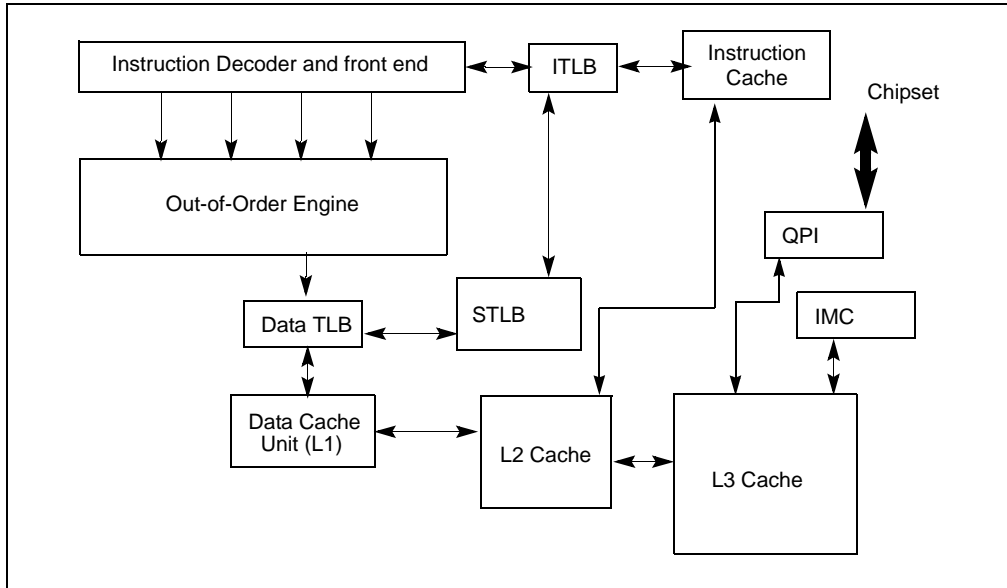 Instruction Decoder and front end
ITLB
Instruction
Cache
Chipset
Out-of-Order Engine
QPI
Data TLB
STLB
IMC
Data Cache
Unit (L1)
L2 Cache
L3 Cache